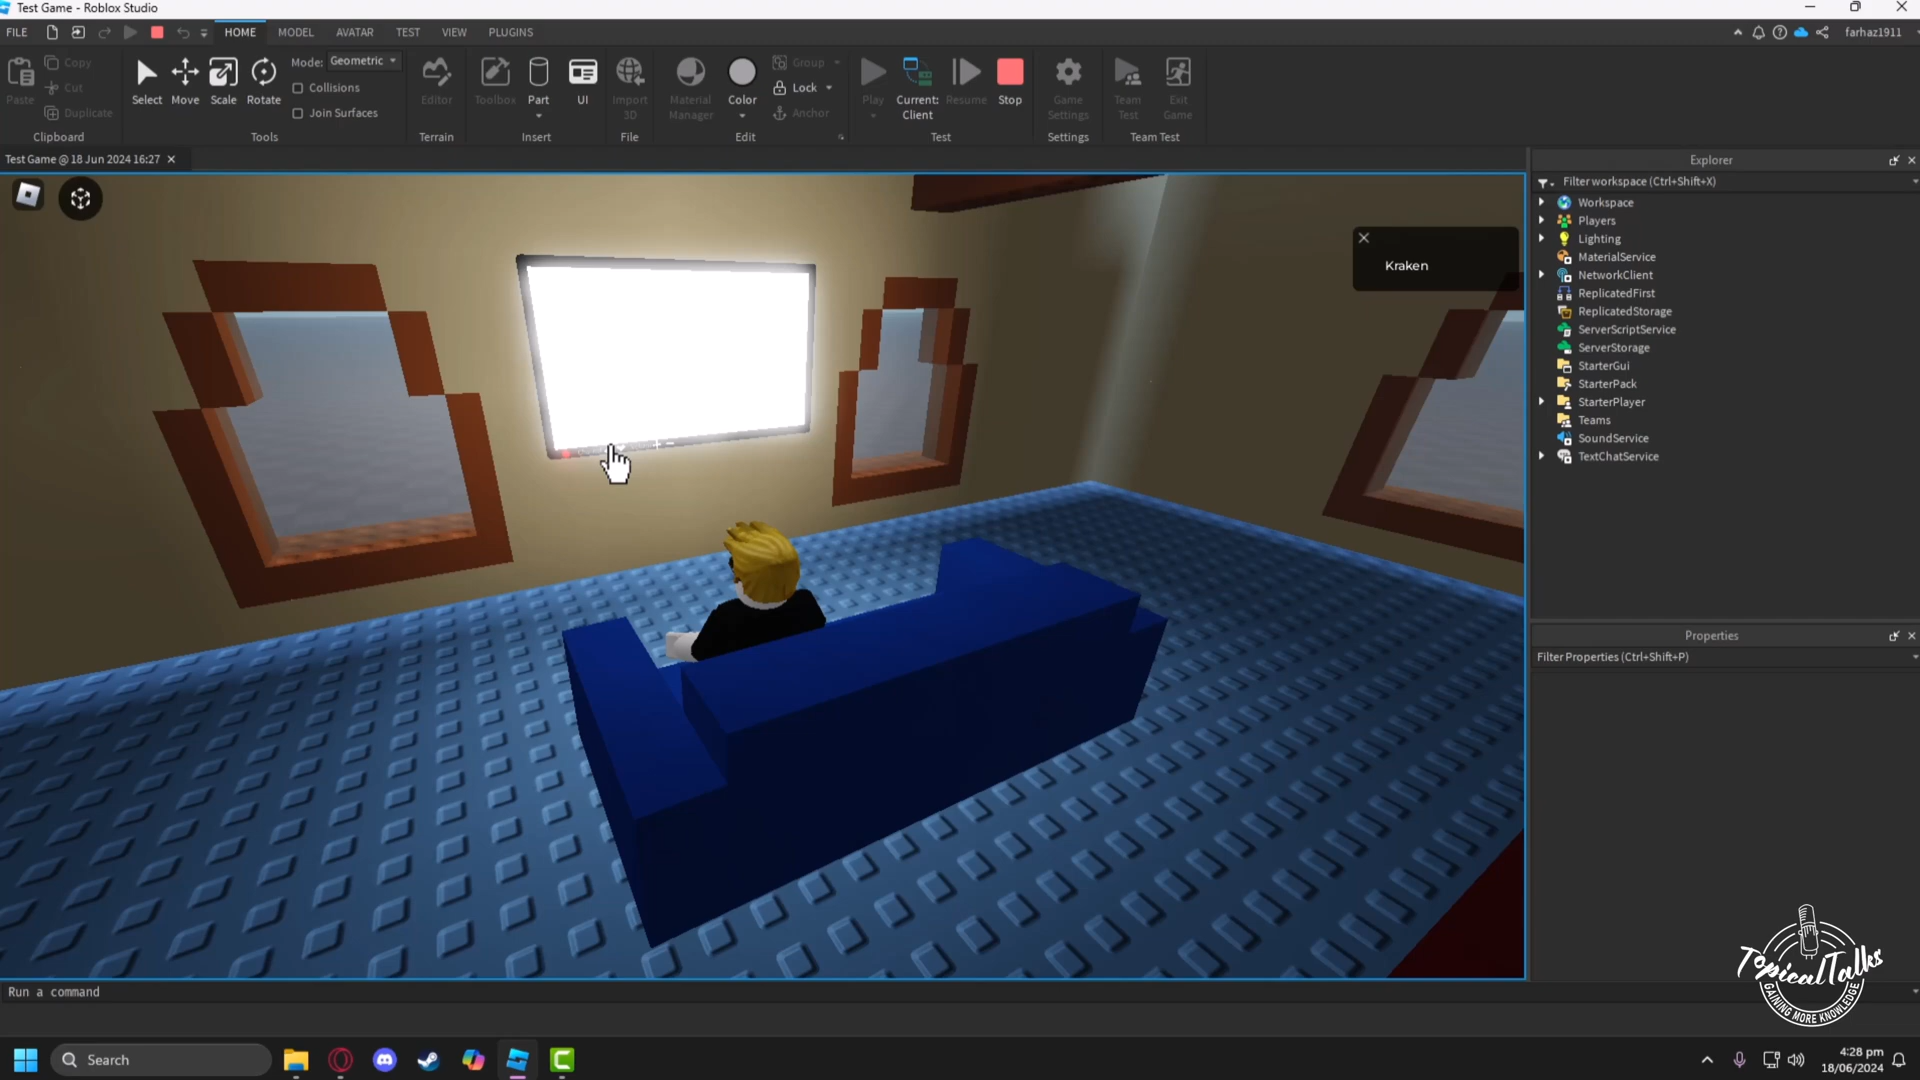 Test Game - Roblox Studio
FILE HOME MODEL AVATAR TEST VIEW PLUGINS farhaz1911
Paste Copy Cut Duplicate Clipboard
Select Move Scale Rotate Mode: Geometric Collisions Join Surfaces Tools
Editor Terrain
Toolbox Part UI Insert
Import 3D File
Material Manager Color Group Lock Anchor Edit
Play Current: Client Resume Stop Test
Game Settings Settings
Team Test Exit Game Team Test
Test Game @ 18 Jun 2024 16:27
Kraken
Explorer
Filter workspace (Ctrl+Shift+X)
Workspace
Players
Lighting
MaterialService
NetworkClient
ReplicatedFirst
ReplicatedStorage
ServerScriptService
ServerStorage
StarterGui
StarterPack
StarterPlayer
Teams
SoundService
TextChatService
Properties
Filter Properties (Ctrl+Shift+P)
TopicalTalks
GAINING MORE KNOWLEDGE
Run a command
Search
4:28 pm
18/06/2024